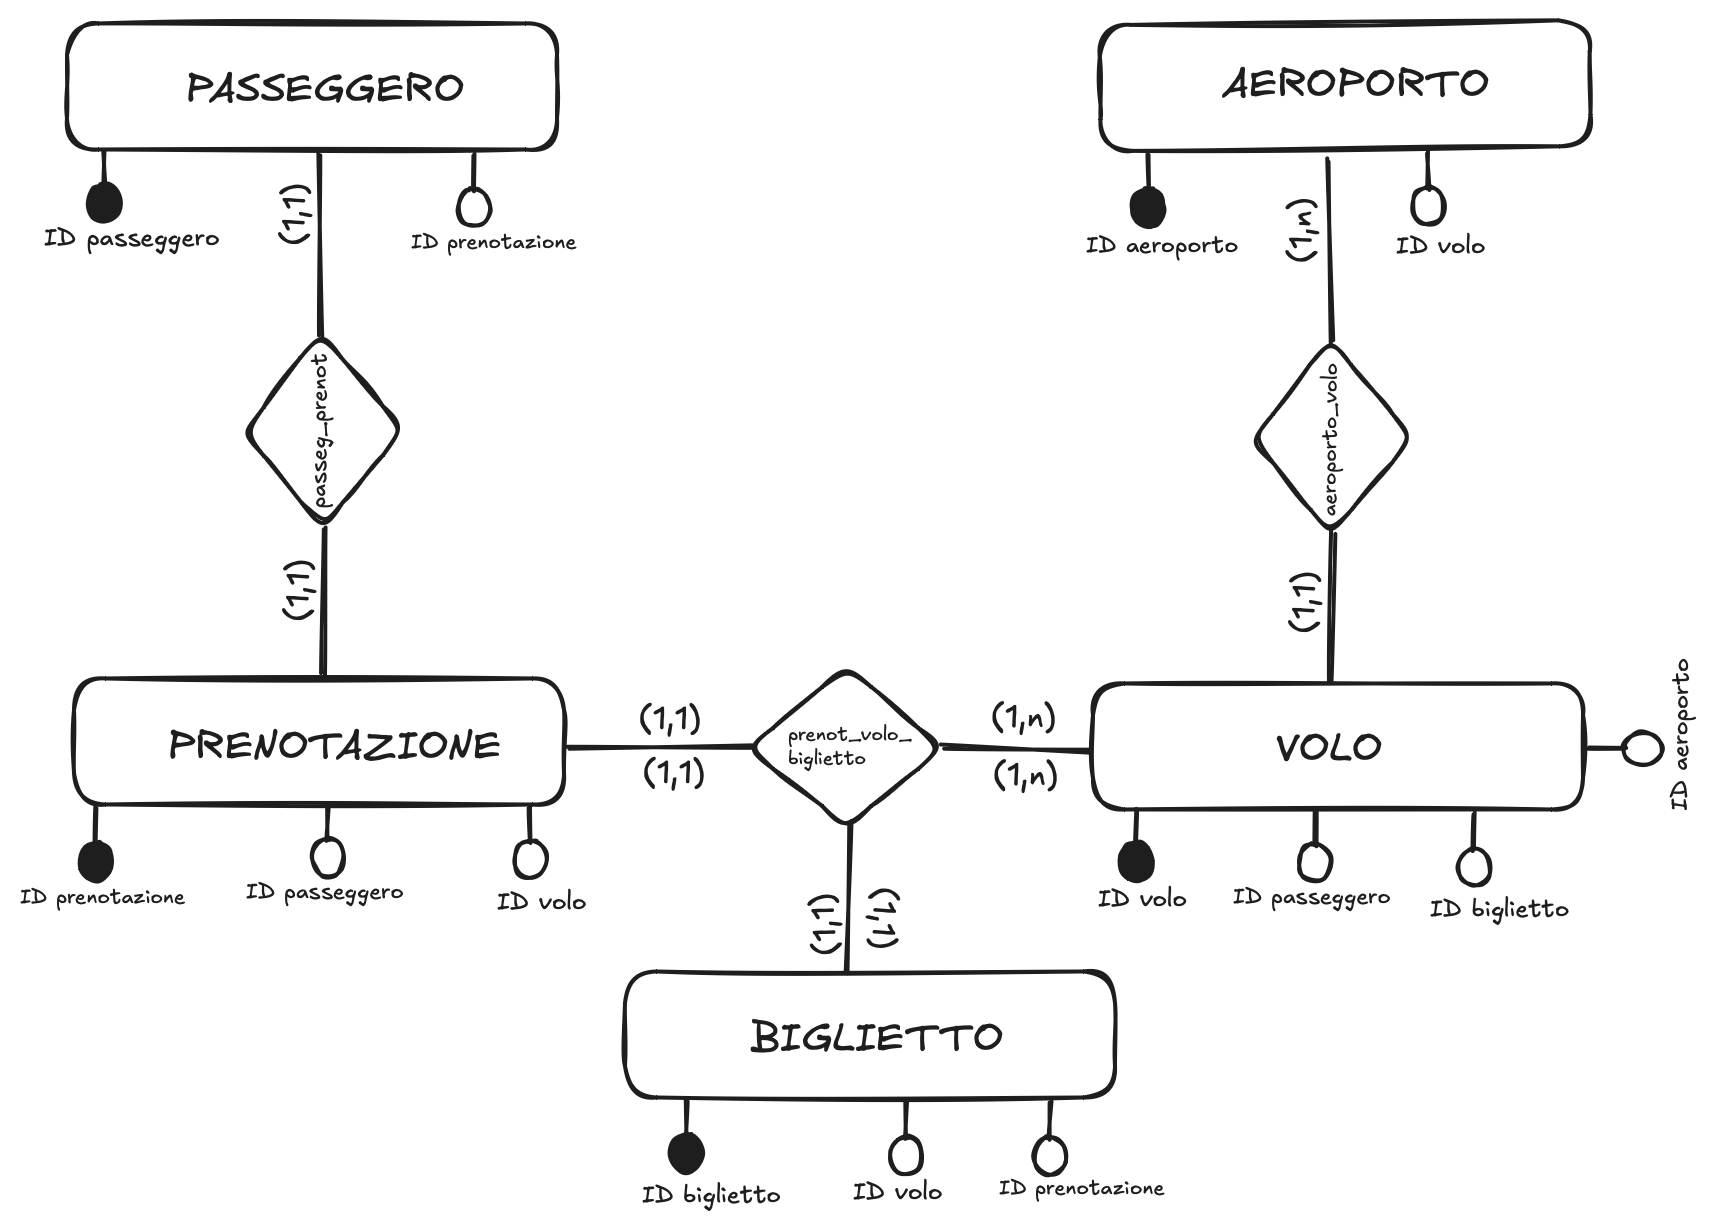 PASSEGGERO
AEROPORTO
ID passeggero
(1,1)
ID prenotazione
ID aeroporto
(1,n)
ID volo
passeg_prenot
aeroporto_volo
(1,1)
(1,1)
PRENOTAZIONE
(1,1)
(1,1)
prenot_volo_
biglietto
(1,n)
(1,n)
VOLO
ID aeroporto
ID prenotazione
ID passeggero
ID volo
ID volo
ID passeggero
ID biglietto
(1,1)
(1,1)
BIGLIETTO
ID biglietto
ID volo
ID prenotazione